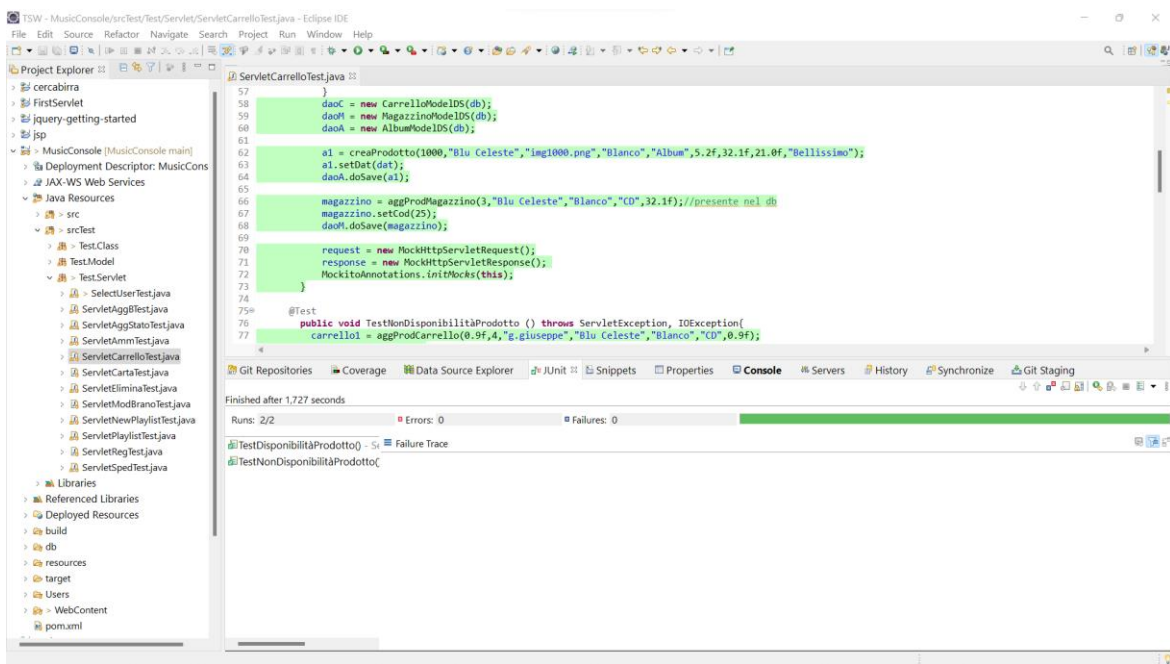 TSW - MusicConsole/srcTest/Test/Servlet/ServletCarrelloTest.java - Eclipse IDE
File Edit Source Refactor Navigate Search Project Run Window Help
Project Explorer
cercabirra
FirstServlet
jquery-getting-started
jsp
> MusicConsole [MusicConsole main]
Deployment Descriptor: MusicCons
JAX-WS Web Services
Java Resources
> src
> srcTest
> Test.Class
Test.Model
> Test.Servlet
> SelectUserTest.java
ServletAggBTest.java
ServletAggStatoTest.java
ServletAmmTest.java
ServletCarrelloTest.java
ServletCartaTest.java
ServletEliminaTest.java
ServletModBranoTest.java
ServletNewPlaylistTest.java
ServletPlaylistTest.java
ServletRegTest.java
ServletSpedTest.java
Libraries
Referenced Libraries
Deployed Resources
build
db
resources
target
Users
> WebContent
pom.xml
ServletCarrelloTest.java
57 }
58 daoC = new CarrelloModelDS(db);
59 daoM = new MagazzinoModelDS(db);
60 daoA = new AlbumModelDS(db);
61
62 a1 = creaProdotto(1000,"Blu Celeste","img1000.png","Blanco","Album",5.2f,32.1f,21.0f,"Bellissimo");
63 a1.setDat(dat);
64 daoA.doSave(a1);
65
66 magazzino = aggProdMagazzino(3,"Blu Celeste","Blanco","CD",32.1f);//presente nel db
67 magazzino.setCod(25);
68 daoM.doSave(magazzino);
69
70 request = new MockHttpServletRequest();
71 response = new MockHttpServletResponse();
72 MockitoAnnotations.initMocks(this);
73 }
74
75 @Test
76 public void TestNonDisponibilitàProdotto () throws ServletException, IOException{
77 carrello1 = aggProdCarrello(0.9f,4,"g.giuseppe","Blu Celeste","Blanco","CD",0.9f);
Git Repositories Coverage Data Source Explorer JUnit Snippets Properties Console Servers History Synchronize Git Staging
Finished after 1,727 seconds
Runs: 2/2 Errors: 0 Failures: 0
TestDisponibilitàProdotto() - Se
Failure Trace
TestNonDisponibilitàProdotto(